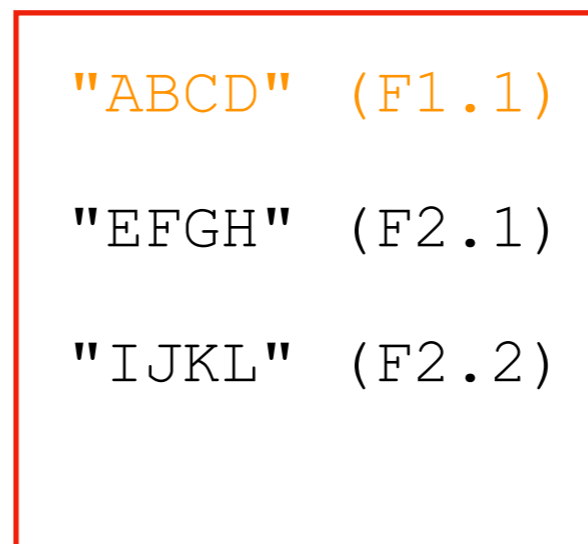 "ABCD" (F1.1)
"EFGH" (F2.1)
"IJKL" (F2.2)